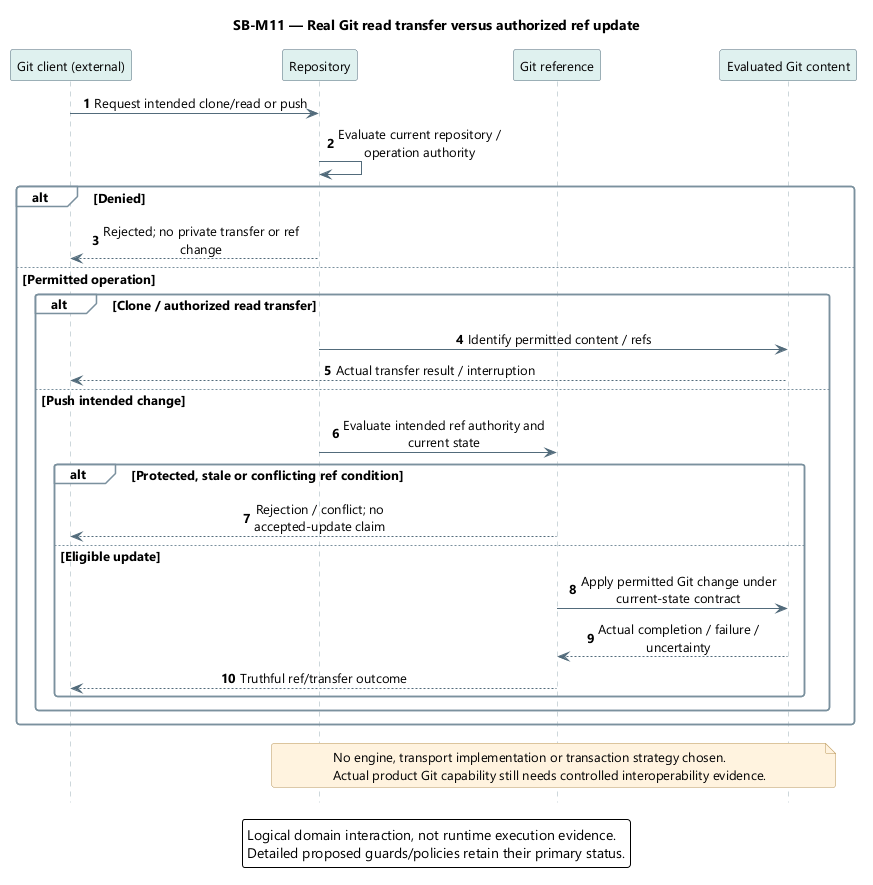 SB-M11 — Real Git read transfer versus authorized ref update
Git client (external)
Repository
Git reference
Evaluated Git content
1 Request intended clone/read or push
2 Evaluate current repository /
operation authority
alt [Denied]
3 Rejected; no private transfer or ref
change
[Permitted operation]
alt [Clone / authorized read transfer]
4 Identify permitted content / refs
5 Actual transfer result / interruption
[Push intended change]
6 Evaluate intended ref authority and
current state
alt [Protected, stale or conflicting ref condition]
7 Rejection / conflict; no
accepted-update claim
[Eligible update]
8 Apply permitted Git change under
current-state contract
9 Actual completion / failure /
uncertainty
10 Truthful ref/transfer outcome
No engine, transport implementation or transaction strategy chosen.
Actual product Git capability still needs controlled interoperability evidence.
Logical domain interaction, not runtime execution evidence.
Detailed proposed guards/policies retain their primary status.